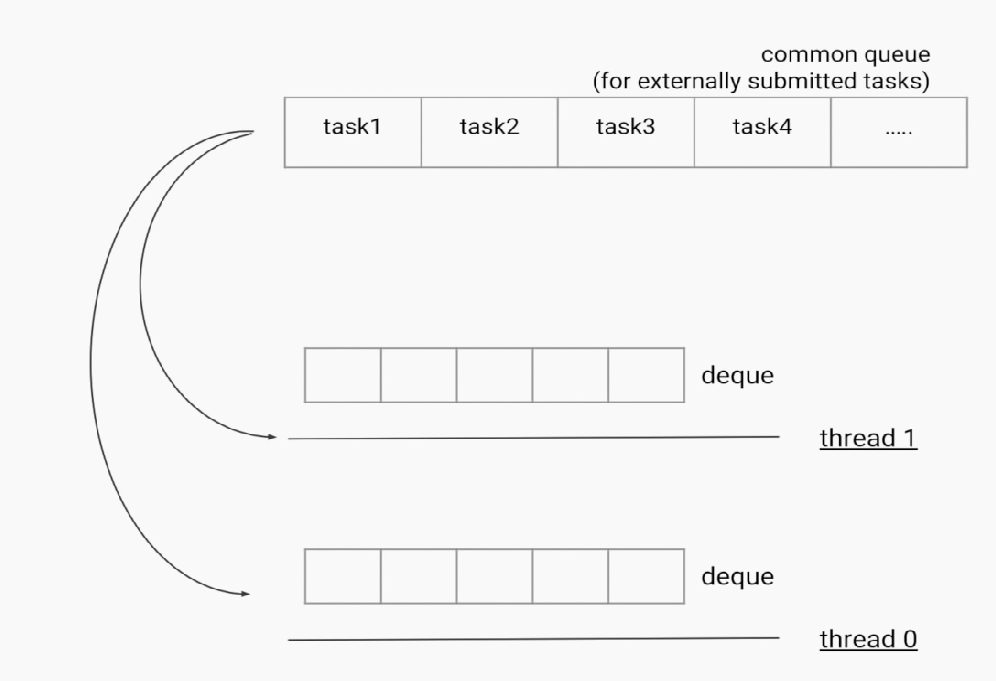 common queue
(for externally submitted tasks)
task1 task2 task3 task4 .....
deque
thread 1
deque
thread 0